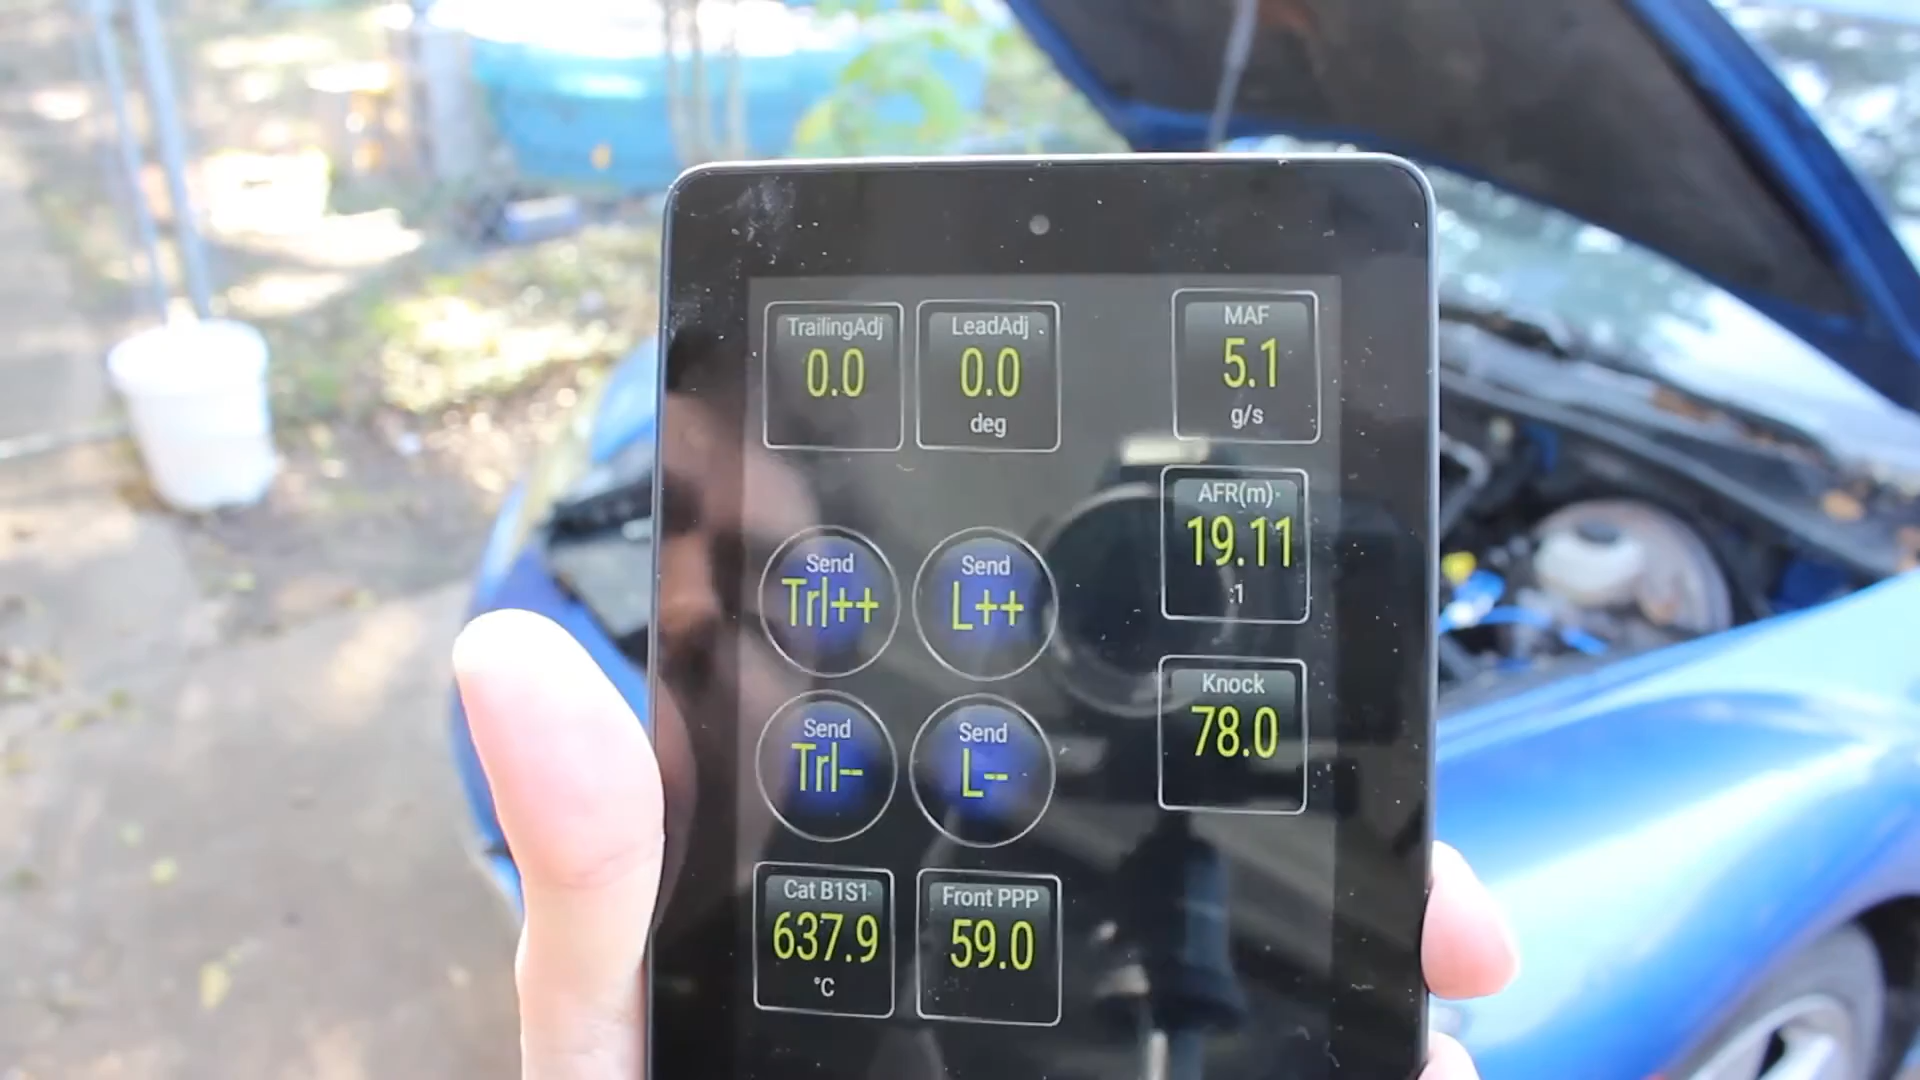 TrailingAdj
0.0
LeadAdj
0.0
deg
MAF
5.1
g/s
AFR(m)
19.11
:1
Send
Trl++
Send
L++
Knock
78.0
Send
Trl--
Send
L--
Cat B1S1
637.9
°C
Front PPP
59.0